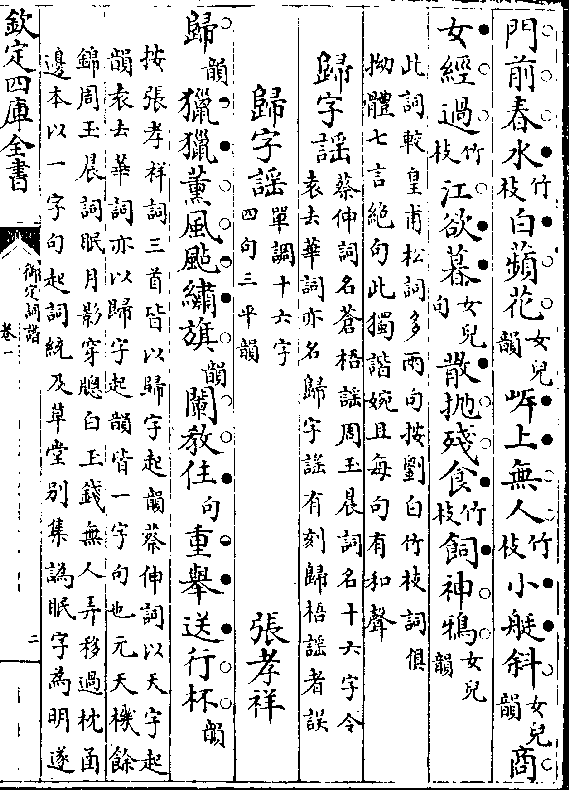 門前春水竹枝白蘋花女兒韻岸上無人竹枝小艇斜女兒韻商
女經過竹枝江欲暮女兒句散抛殘食竹枝飼神鴉女兒韻
此詞較皇甫松詞多兩句按劉白竹枝詞俱
拗體七言絶句此獨諧婉且每句有和聲
歸字謡蔡伸詞名蒼梧謡周玉晨詞名十六字令
袁去華詞亦名歸字謡有刻歸梧謡者誤
歸字謡單調十六字
四句三平韻
張孝祥
歸韻獵獵薰風颭繡旗韻闌教住句重舉送行杯韻
按張孝祥詞三首皆以歸字起韻蔡伸詞以天字起
韻袁去華詞亦以歸字起韻皆一字句也元天機餘
錦周玉晨詞眠月影穿牕白玉錢無人弄移過枕函
邊本以一字句起詞統及草堂別集譌眠字為明遂
欽定四庫全書
御定詞譜
卷一
二